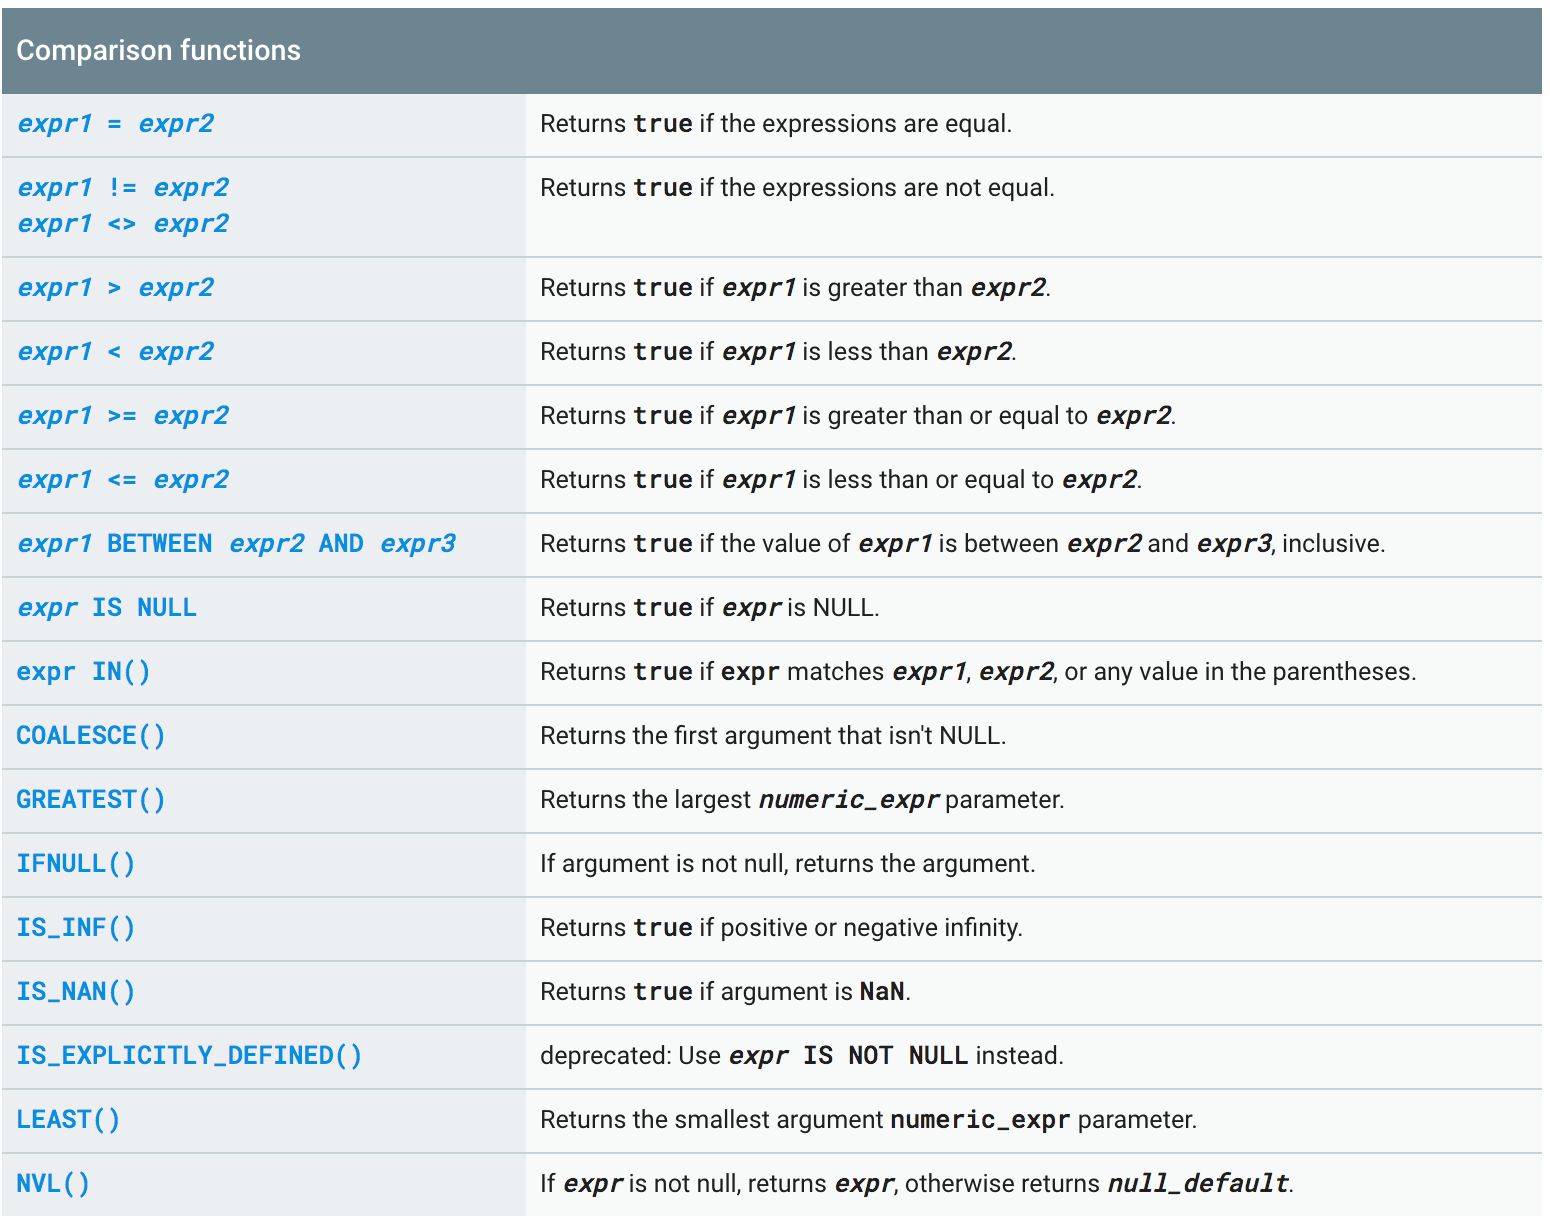 Comparison functions
expr1 = expr2
Returns true if the expressions are equal.
expr1 != expr2
expr1 <> expr2
Returns true if the expressions are not equal.
expr1 > expr2
Returns true if expr1 is greater than expr2.
expr1 < expr2
Returns true if expr1 is less than expr2.
expr1 >= expr2
Returns true if expr1 is greater than or equal to expr2.
expr1 <= expr2
Returns true if expr1 is less than or equal to expr2.
expr1 BETWEEN expr2 AND expr3
Returns true if the value of expr1 is between expr2 and expr3, inclusive.
expr IS NULL
Returns true if expr is NULL.
expr IN()
Returns true if expr matches expr1, expr2, or any value in the parentheses.
COALESCE()
Returns the first argument that isn't NULL.
GREATEST()
Returns the largest numeric_expr parameter.
IFNULL()
If argument is not null, returns the argument.
IS_INF()
Returns true if positive or negative infinity.
IS_NAN()
Returns true if argument is NaN.
IS_EXPLICITLY_DEFINED()
deprecated: Use expr IS NOT NULL instead.
LEAST()
Returns the smallest argument numeric_expr parameter.
NVL()
If expr is not null, returns expr, otherwise returns null_default.